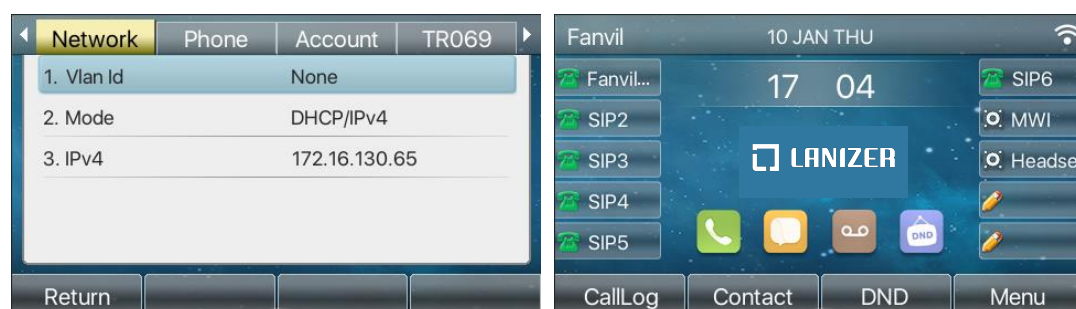 Network Phone Account TR069
1. Vlan Id None
2. Mode DHCP/IPv4
3. IPv4 172.16.130.65
Return
Fanvil 10 JAN THU
17 04
Fanvil... SIP6
SIP2 MWI
SIP3 LANIZER Headse
SIP4
SIP5 DND
CallLog Contact DND Menu